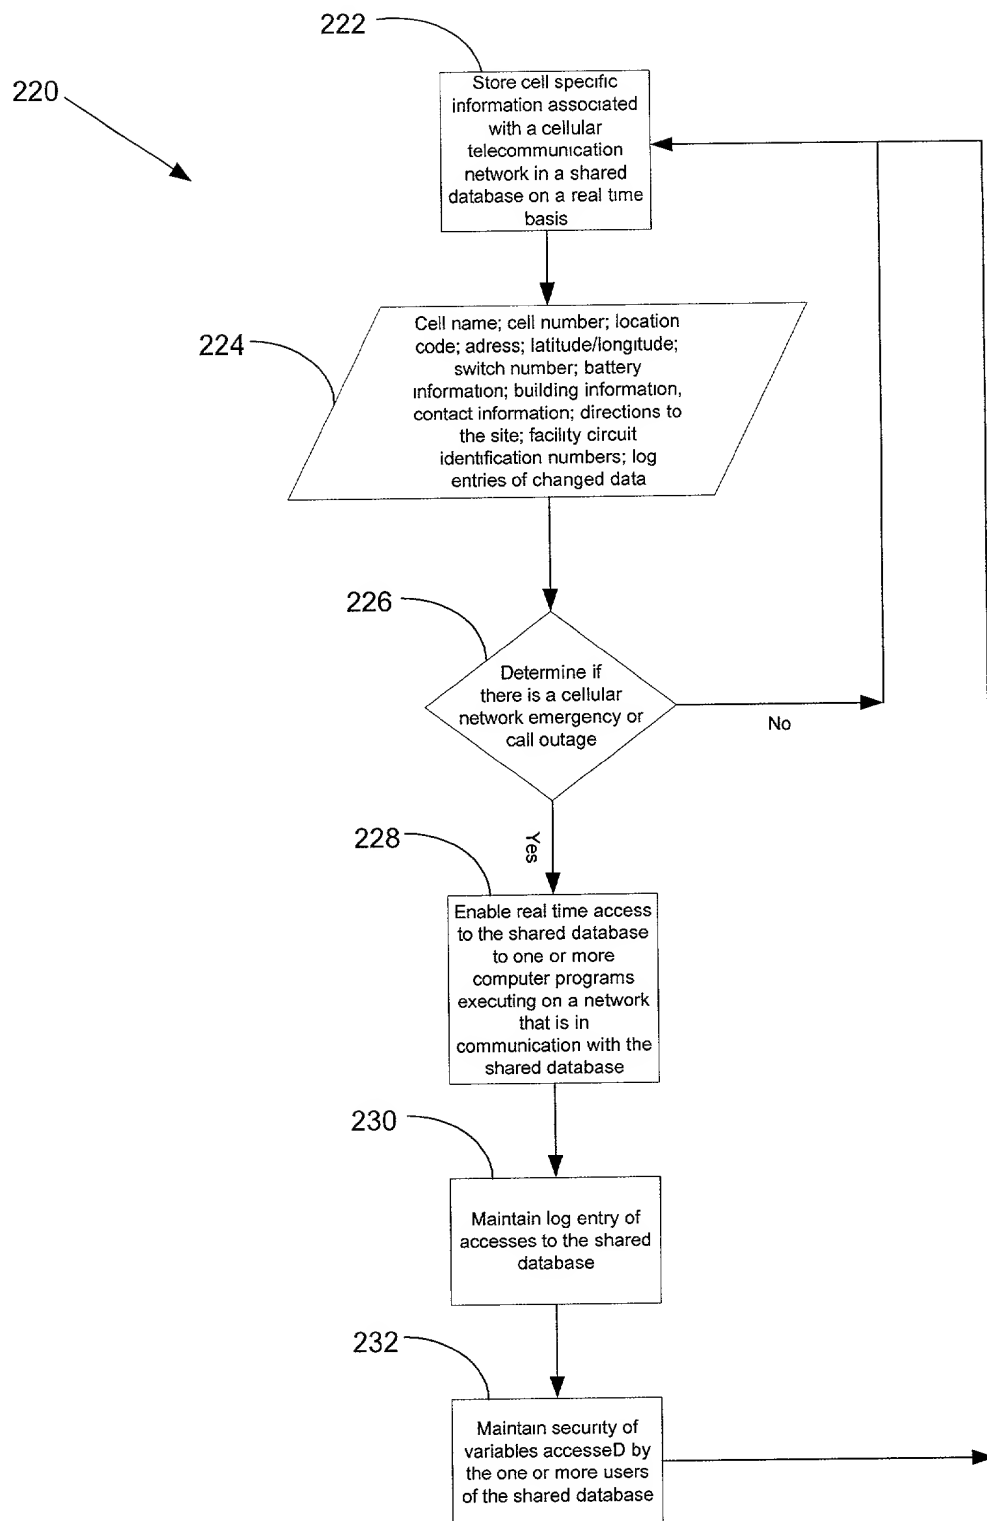 222
220
Store cell specific
information associated
with a cellular
telecommunication
network in a shared
database on a real time
basis
224
Cell name; cell number; location
code; adress; latitude/longitude;
switch number; battery
information; building information,
contact information; directions to
the site; facility circuit
identification numbers; log
entries of changed data
226
Determine if
there is a cellular
network emergency or
call outage
No
Yes
228
Enable real time access
to the shared database
to one or more
computer programs
executing on a network
that is in
communication with the
shared database
230
Maintain log entry of
accesses to the shared
database
232
Maintain security of
variables accesseD by
the one or more users
of the shared database